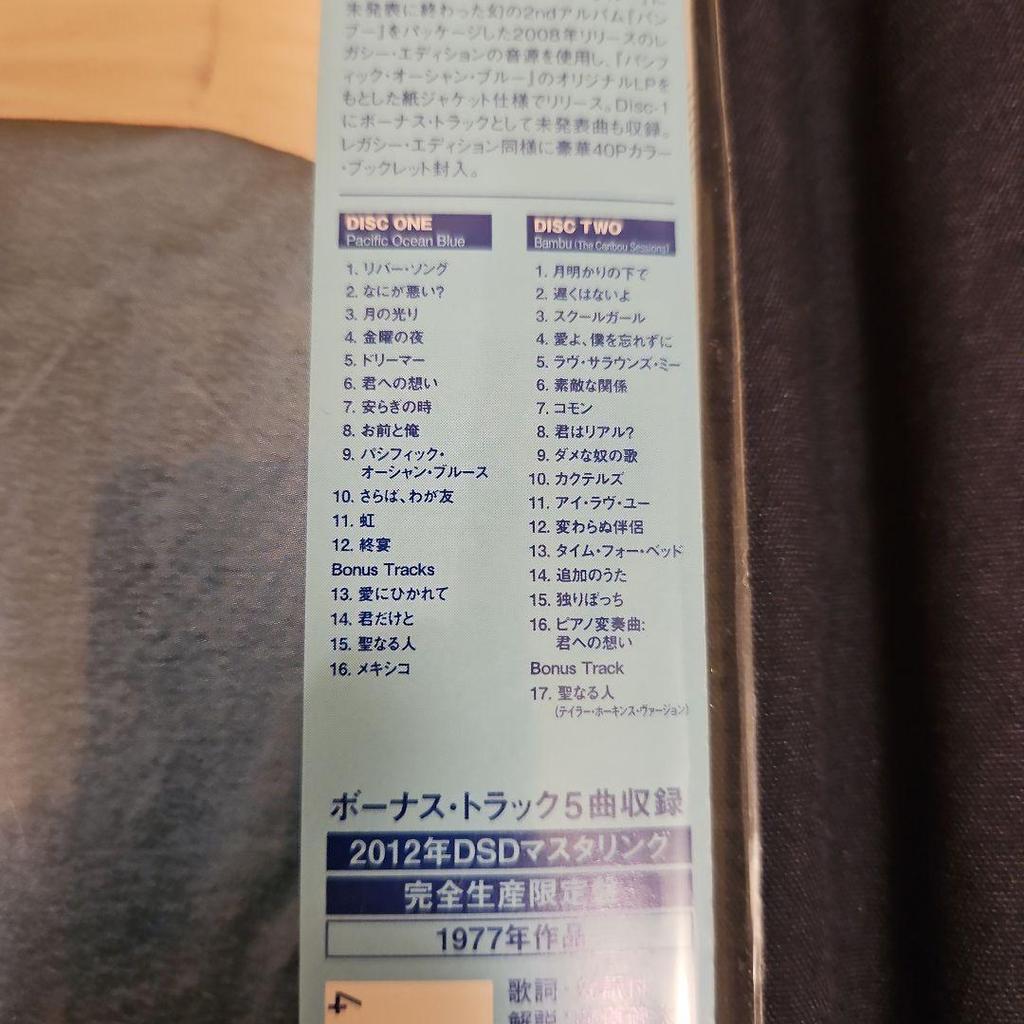 未発表に終わった幻の2ndアルバム『バン
ブー』をパッケージした2008年リリースのレ
ガシー・エディションの音源を使用し、『パシ
フィック・オーシャン・ブルー』のオリジナルLPを
もとした紙ジャケット仕様でリリース。Disc-1
にボーナス・トラックとして未発表曲も収録。
レガシー・エディション同様に豪華40Pカラー
・ブックレット封入。
DISC ONE
Pacific Ocean Blue
1. リバー・ソング
2. なにが悪い?
3. 月の光り
4. 金曜の夜
5. ドリーマー
6. 君への想い
7. 安らぎの時
8. お前と俺
9. パシフィック・
オーシャン・ブルース
10. さらば、わが友
11. 虹
12. 終宴
Bonus Tracks
13. 愛にひかれて
14. 君だけと
15. 聖なる人
16. メキシコ
DISC TWO
Bambu (The Caribou Sessions)
1. 月明かりの下で
2. 遅くはないよ
3. スクールガール
4. 愛よ、僕を忘れずに
5. ラヴ・サラウンズ・ミー
6. 素敵な関係
7. コモン
8. 君はリアル?
9. ダメな奴の歌
10. カクテルズ
11. アイ・ラヴ・ユー
12. 変わらぬ伴侶
13. タイム・フォー・ベッド
14. 追加のうた
15. 独りぼっち
16. ピアノ変奏曲:
君への想い
Bonus Track
17. 聖なる人
(テイラー・ホーキンス・ヴァージョン)
ボーナス・トラック5曲収録
2012年DSDマスタリング
完全生産限定盤
1977年作品
4
歌詞・
解説